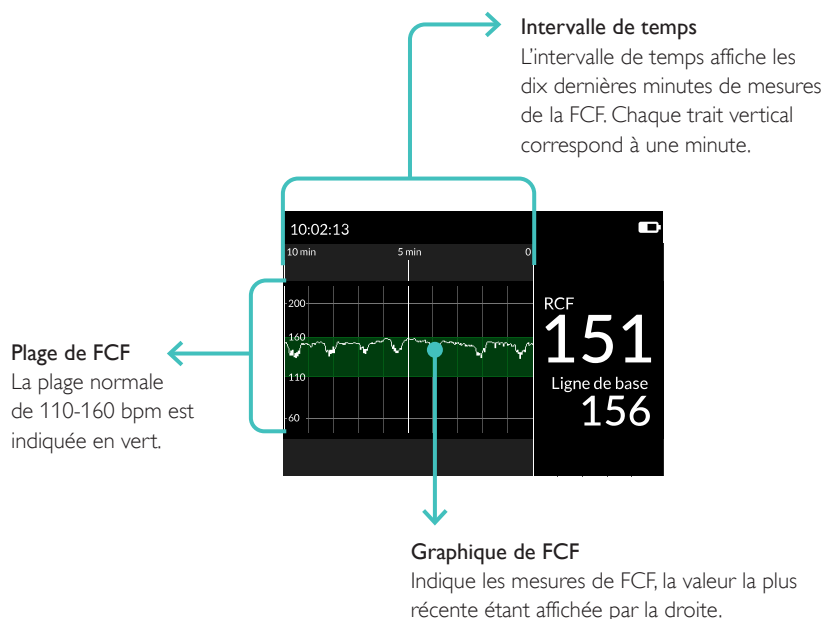 Intervalle de temps
L'intervalle de temps affiche les
dix dernières minutes de mesures
de la FCF. Chaque trait vertical
correspond à une minute.
10:02:13
10 min
5 min
0
200
160
110
60
RCF
151
Ligne de base
156
Plage de FCF
La plage normale
de 110-160 bpm est
indiquée en vert.
Graphique de FCF
Indique les mesures de FCF, la valeur la plus
récente étant affichée par la droite.